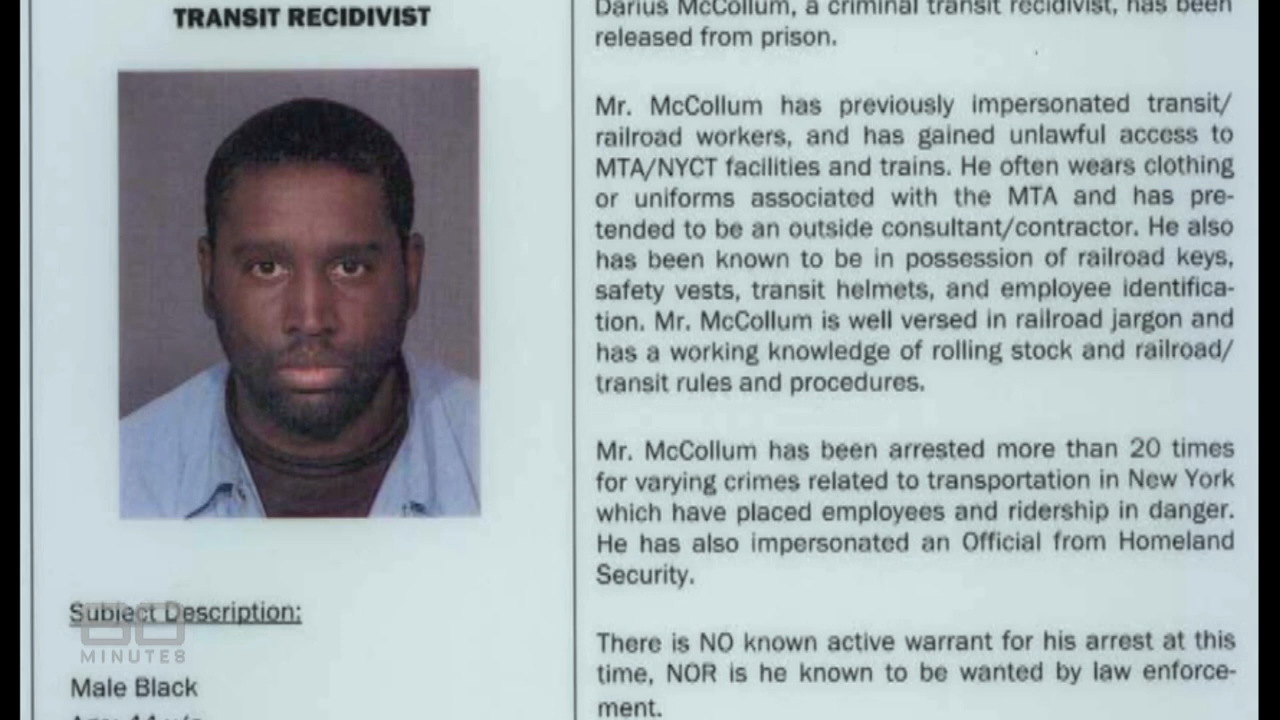 TRANSIT RECIDIVIST
Subject Description:
60
MINUTES
Male Black
Darius McCollum, a criminal transit recidivist, has been
released from prison.
Mr. McCollum has previously impersonated transit/
railroad workers, and has gained unlawful access to
MTA/NYCT facilities and trains. He often wears clothing
or uniforms associated with the MTA and has pre-
tended to be an outside consultant/contractor. He also
has been known to be in possession of railroad keys,
safety vests, transit helmets, and employee identifica-
tion. Mr. McCollum is well versed in railroad jargon and
has a working knowledge of rolling stock and railroad/
transit rules and procedures.
Mr. McCollum has been arrested more than 20 times
for varying crimes related to transportation in New York
which have placed employees and ridership in danger.
He has also impersonated an Official from Homeland
Security.
There is NO known active warrant for his arrest at this
time, NOR is he known to be wanted by law enforce-
ment.